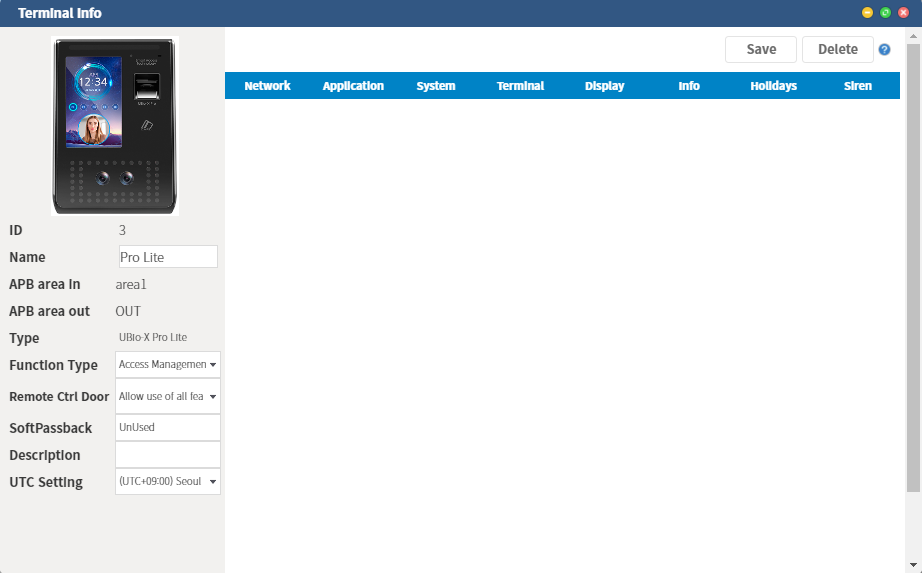 Terminal Info
Save Delete ?
Network Application System Terminal Display Info Holidays Siren
12:34
UBio-X Pro
ID 3
Name Pro Lite
APB area in area1
APB area out OUT
Type UBio-X Pro Lite
Function Type Access Managemen
Remote Ctrl Door Allow use of all fea
SoftPassback UnUsed
Description
UTC Setting (UTC+09:00) Seoul